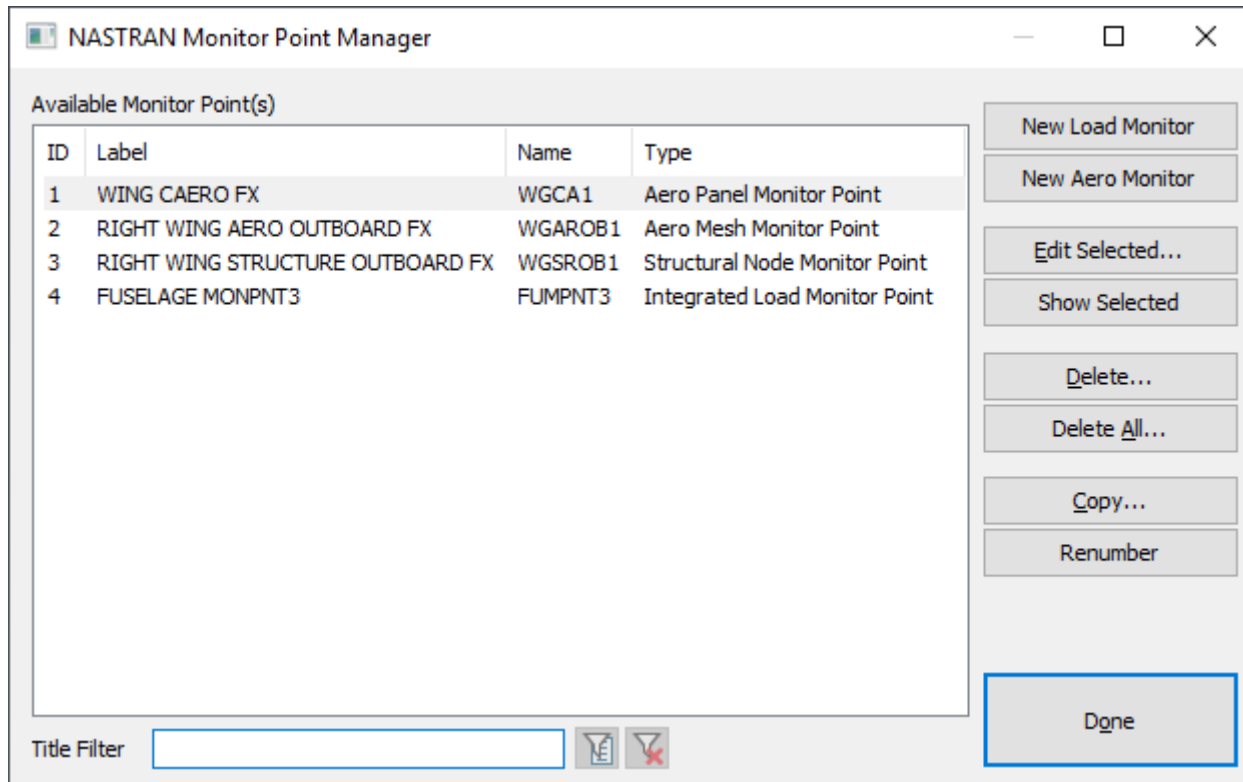 NASTRAN Monitor Point Manager
Available Monitor Point(s)
ID Label Name Type
1 WING CAERO FX WGCA1 Aero Panel Monitor Point
2 RIGHT WING AERO OUTBOARD FX WGAROB1 Aero Mesh Monitor Point
3 RIGHT WING STRUCTURE OUTBOARD FX WGSROB1 Structural Node Monitor Point
4 FUSELAGE MONPNT3 FUMPNT3 Integrated Load Monitor Point
New Load Monitor
New Aero Monitor
Edit Selected...
Show Selected
Delete...
Delete All...
Copy...
Renumber
Done
Title Filter